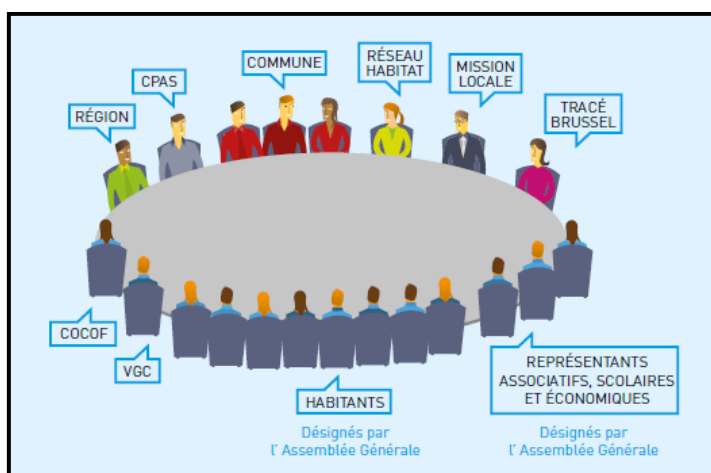 COMMUNE
RÉSEAU
HABITAT
MISSION
LOCALE
CPAS
TRACÉ
BRUSSEL
RÉGION
COCOF
VGC
HABITANTS
Désignés par
l' Assemblée Générale
REPRÉSENTANTS
ASSOCIATIFS, SCOLAIRES
ET ÉCONOMIQUES
Désignés par
l' Assemblée Générale